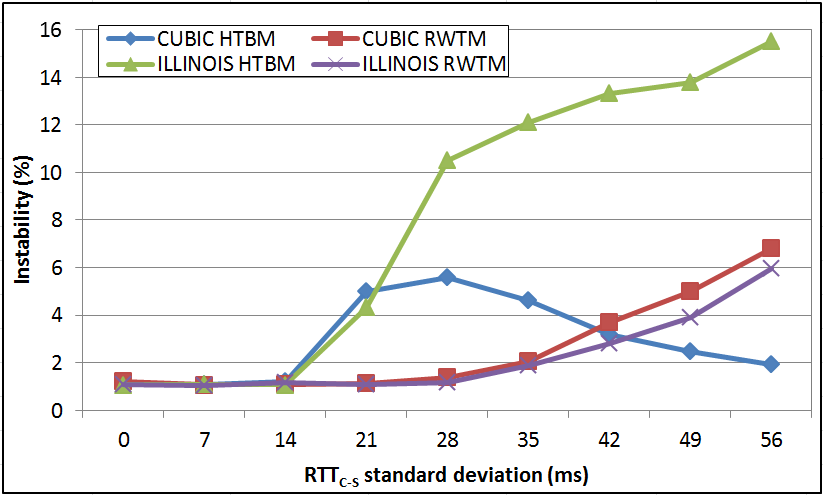 16
14
12
10
8
6
4
2
0
Instability (%)
CUBIC HTBM
CUBIC RWTM
ILLINOIS HTBM
ILLINOIS RWTM
0 7 14 21 28 35 42 49 56
RTTC-S standard deviation (ms)